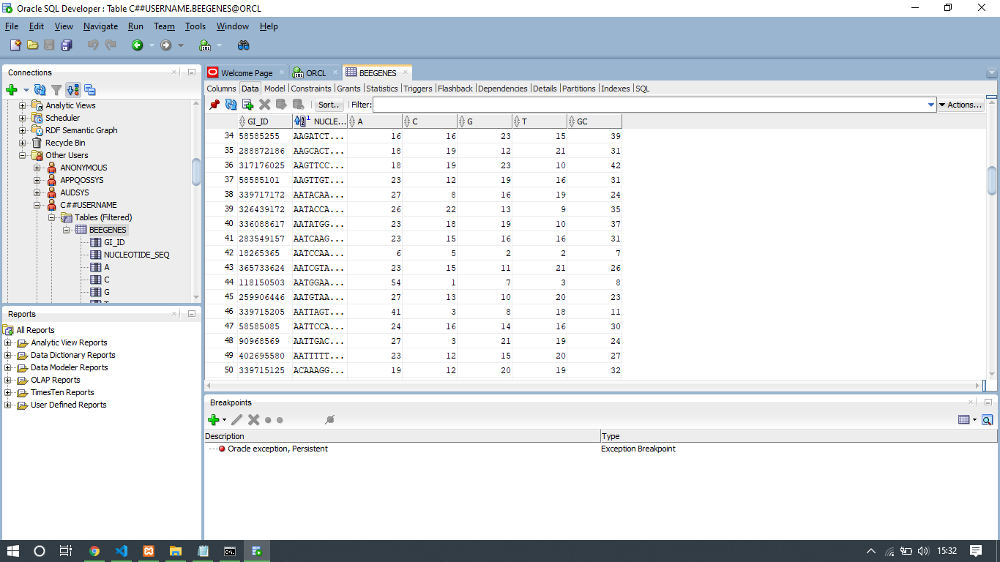 Oracle SQL Developer : Table C##USERNAME.BEEGENES@ORCL
File Edit View Navigate Run Team Tools Window Help
Connections
Analytic Views
Scheduler
RDF Semantic Graph
Recycle Bin
Other Users
ANONYMOUS
APPQOSSYS
AUDSYS
C##USERNAME
Tables (Filtered)
BEEGENES
GI_ID
NUCLEOTIDE_SEQ
A
C
G
Reports
All Reports
Analytic View Reports
Data Dictionary Reports
Data Modeler Reports
OLAP Reports
TimesTen Reports
User Defined Reports
Welcome Page ORCL BEEGENES
Columns Data Model Constraints Grants Statistics Triggers Flashback Dependencies Details Partitions Indexes SQL
Sort.. Filter: Actions...
GI_ID NUCLE... A C G T GC
34 58585255 AAGATCT... 16 16 23 15 39
35 288872186 AAGCACT... 18 19 12 21 31
36 317176025 AAGTTCC... 18 19 23 10 42
37 58585101 AAGTTGT... 23 12 19 16 31
38 339717172 AATACAA... 27 8 16 19 24
39 326439172 AATACCA... 26 22 13 9 35
40 336088617 AATATGG... 23 18 19 10 37
41 283549157 AATCAAG... 23 15 16 16 31
42 18265365 AATCCAA... 6 5 2 2 7
43 365733624 AATCGTA... 23 15 11 21 26
44 118150503 AATGGAA... 54 1 7 3 8
45 259906446 AATGTAA... 27 13 10 20 23
46 339715205 AATTAGT... 41 3 8 18 11
47 58585085 AATTCCA... 24 16 14 16 30
48 90968569 AATTGAC... 27 3 21 19 24
49 402695580 AATTTTT... 23 12 15 20 27
50 339715125 ACAAAGG... 19 12 20 19 32
Breakpoints
Description Type
Oracle exception, Persistent Exception Breakpoint
15:32